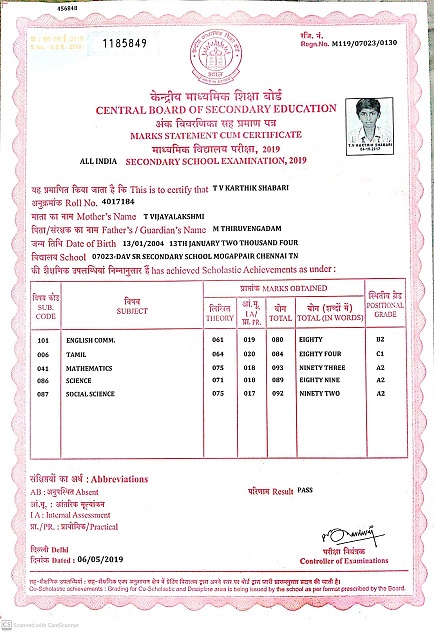 456848
1185849
पंजि. नं.
Regn.No. M119/07023/0130
केन्द्रीय माध्यमिक शिक्षा बोर्ड
CENTRAL BOARD OF SECONDARY EDUCATION
अंक विवरणिका सह प्रमाण पत्र
MARKS STATEMENT CUM CERTIFICATE
माध्यमिक विद्यालय परीक्षा, 2019
ALL INDIA SECONDARY SCHOOL EXAMINATION, 2019
T.V KARTHIK SHABARI
यह प्रमाणित किया जाता है कि This is to certify that T V KARTHIK SHABARI
अनुक्रमांक Roll No. 4017184
माता का नाम Mother's Name T VIJAYALAKSHMI
पिता/संरक्षक का नाम Father's / Guardian's Name M THIRUVENGADAM
जन्म तिथि Date of Birth 13/01/2004 13TH JANUARY TWO THOUSAND FOUR
विद्यालय School 07023-DAV SR SECONDARY SCHOOL MOGAPPAIR CHENNAI TN
की शैक्षणिक उपलब्धियां निम्नानुसार हैं has achieved Scholastic Achievements as under :
विषय कोड SUB. CODE
विषय SUBJECT
प्राप्तांक MARKS OBTAINED
लिखित THEORY
आं.मू. IA/ प्रा./PR.
योग TOTAL
योग (शब्दों में) TOTAL (IN WORDS)
स्थितीय ग्रेड POSITIONAL GRADE
101 ENGLISH COMM. 061 019 080 EIGHTY B2
006 TAMIL 064 020 084 EIGHTY FOUR C1
041 MATHEMATICS 075 018 093 NINETY THREE A2
086 SCIENCE 071 018 089 EIGHTY NINE A2
087 SOCIAL SCIENCE 075 017 092 NINETY TWO A2
संक्षिप्तियों का अर्थ : Abbreviations
AB : अनुपस्थित Absent
परिणाम Result PASS
आं.मू. : आंतरिक मूल्यांकन
I A : Internal Assessment
प्रा./PR. : प्रायोगिक/Practical
दिल्ली Delhi
दिनांक Dated : 06/05/2019
परीक्षा नियंत्रक
Controller of Examinations
Co-Scholastic achievements : Grading for Co-Scholastic and Discipline area is being issued by the school as per format prescribed by the Board.
CS Scanned with CamScanner